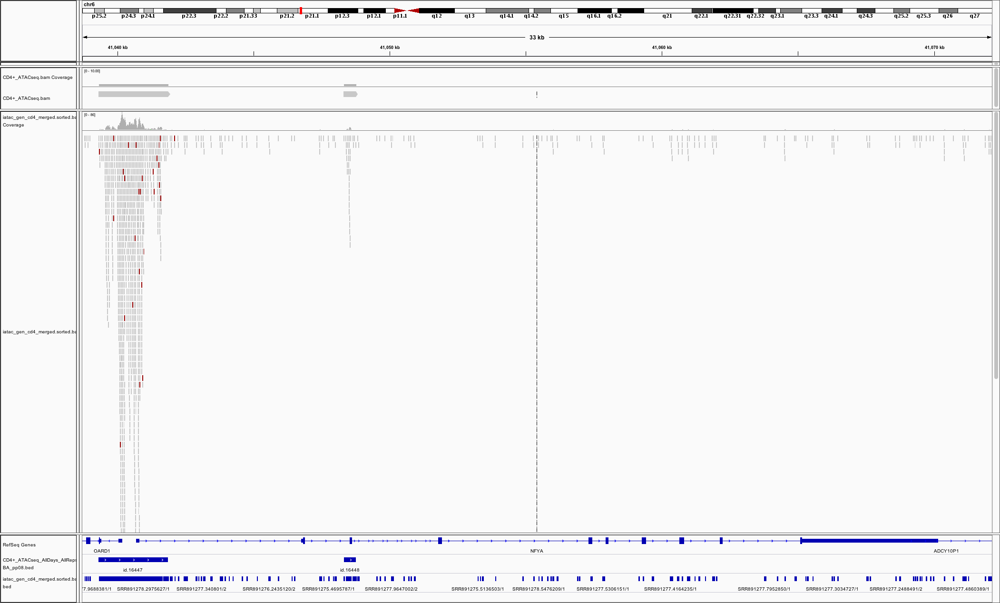 chr6
p25.2 p24.3 p24.1 p22.3 p22.2 p21.33 p21.2 p21.1 p12.3 p12.1 p11.1 q12 q13 q14.1 q14.2 q15 q16.1 q16.2 q21 q22.1 q22.31 q22.32 q23.1 q23.3 q24.1 q24.3 q25.2 q25.3 q26 q27
33 kb
41,040 kb 41,050 kb 41,060 kb 41,070 kb
[0 - 10.00]
CD4+_ATACseq.bam Coverage
CD4+_ATACseq.bam
[0 - 86]
iatac_gen_cd4_merged.sorted.ba
Coverage
iatac_gen_cd4_merged.sorted.ba
RefSeq Genes
OARD1 NFYA ADCY10P1
CD4+_ATACseq_AllDays_AllReps
BA_pp08.bed
id.16447 id.16448
iatac_gen_cd4_merged.sorted.ba
bed
77.9688381/1 SRR891278.2975627/1 SRR891277.340801/2 SRR891276.2435120/2 SRR891275.4695787/1 SRR891277.9647002/2 SRR891275.5136503/1 SRR891278.5476209/1 SRR891277.5306151/1 SRR891277.4164235/1 SRR891277.7952850/1 SRR891277.3034727/1 SRR891277.2488491/2 SRR891277.4860389/1